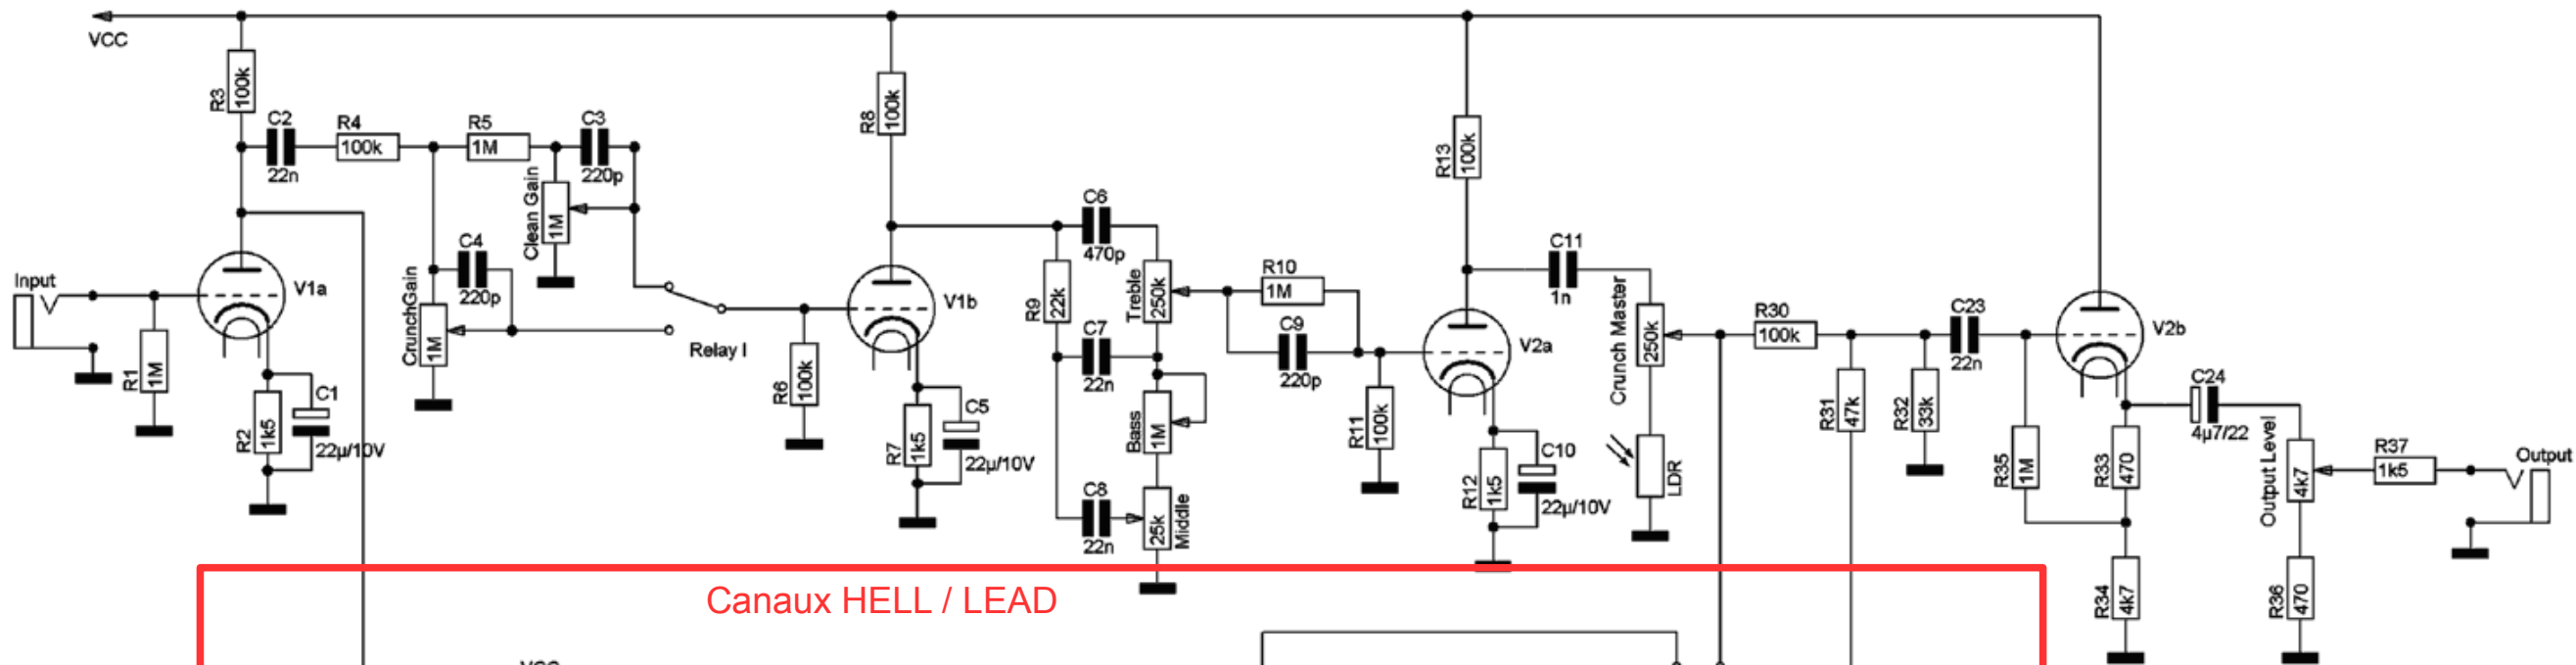 VCC
R3
100k
C2
22n
R4
100k
R5
1M
C3
220p
Clean Gain
1M
C4
220p
CrunchGain
1M
Input
R1
1M
V1a
R2
1k5
C1
22µ/10V
Relay I
R6
100k
R8
100k
V1b
R7
1k5
C5
22µ/10V
C6
470p
R9
22k
Treble
250k
C7
22n
Bass
1M
C8
22n
25k
Middle
R10
1M
C9
220p
R11
100k
R13
100k
V2a
R12
1k5
C10
22µ/10V
C11
1n
Crunch Master
250k
LDR
R30
100k
R31
47k
R32
33k
C23
22n
R35
1M
V2b
R33
470
R34
4k7
C24
4µ7/22
Output Level
4k7
R36
470
R37
1k5
Output
Canaux HELL / LEAD
VCC